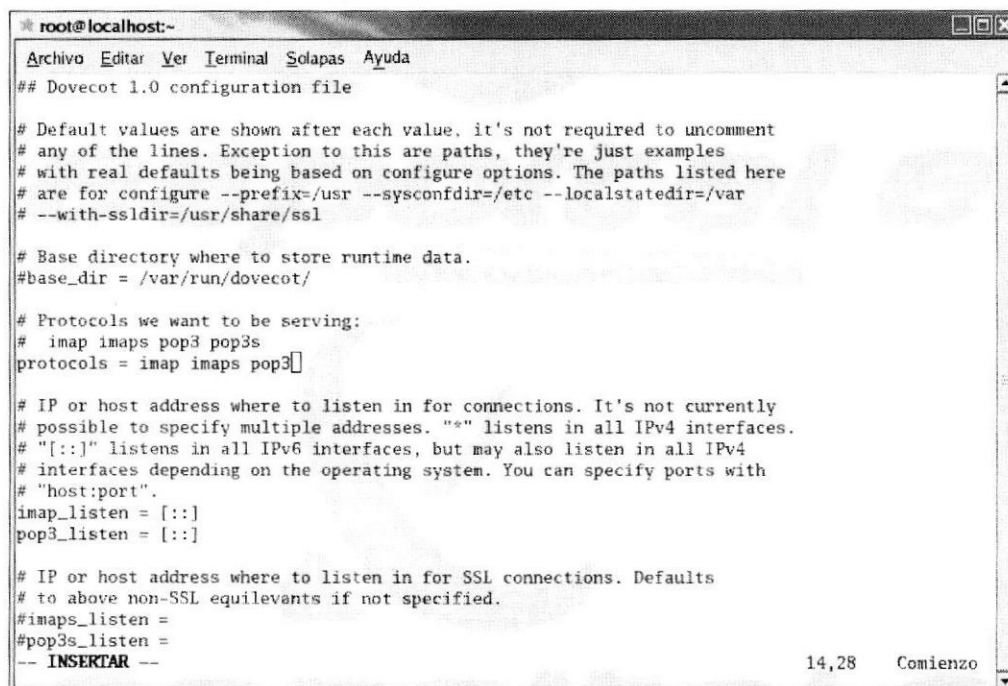 root@localhost:~
Archivo Editar Ver Terminal Solapas Ayuda
## Dovecot 1.0 configuration file
# Default values are shown after each value, it's not required to uncomment
# any of the lines. Exception to this are paths, they're just examples
# with real defaults being based on configure options. The paths listed here
# are for configure --prefix=/usr --sysconfdir=/etc --localstatedir=/var
# --with-ssldir=/usr/share/ssl
# Base directory where to store runtime data.
#base_dir = /var/run/dovecot/
# Protocols we want to be serving:
#  imap imaps pop3 pop3s
protocols = imap imaps pop3
# IP or host address where to listen in for connections. It's not currently
# possible to specify multiple addresses. "*" listens in all IPv4 interfaces.
# "[::]" listens in all IPv6 interfaces, but may also listen in all IPv4
# interfaces depending on the operating system. You can specify ports with
# "host:port".
imap_listen = [::]
pop3_listen = [::]
# IP or host address where to listen in for SSL connections. Defaults
# to above non-SSL equilevants if not specified.
#imaps_listen =
#pop3s_listen =
-- INSERTAR -- 14,28 Comienzo